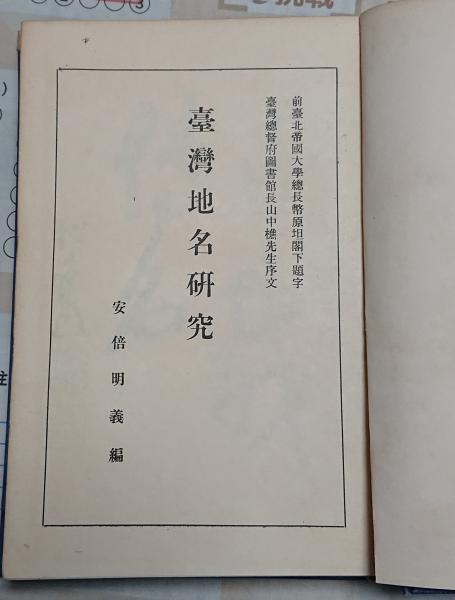 前臺北帝國大學總長幣原坦閣下題字
臺灣總督府圖書館長山中樵先生序文
臺灣地名研究
安倍明義編